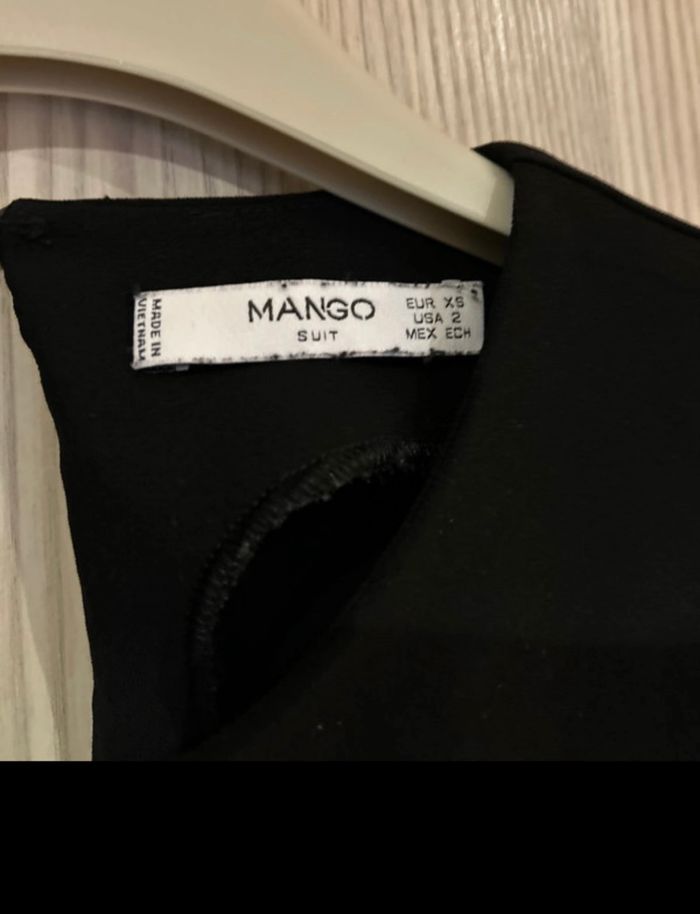 MADE IN
VIETNAM
MANGO
SUIT
EUR XS
USA 2
MEX ECH